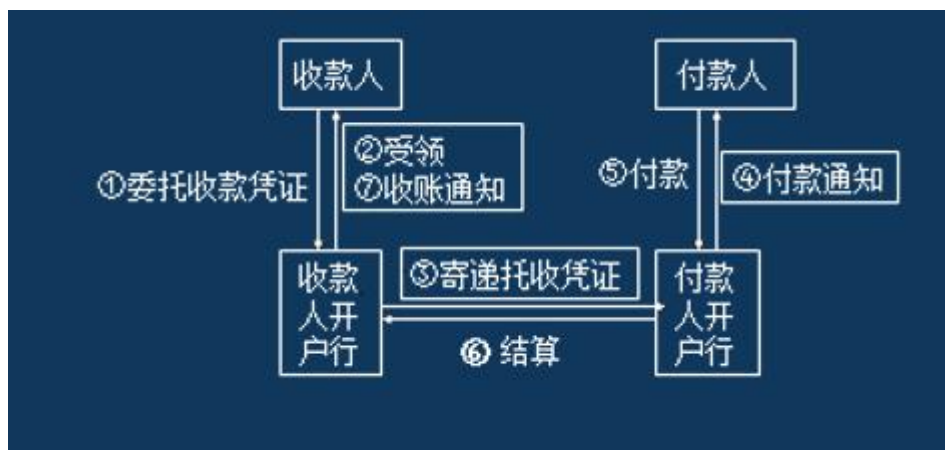 收款人
付款人
①委托收款凭证
②受领
⑦收账通知
⑤付款
④付款通知
收款
人开
户行
③寄递托收凭证
付款
人开
户行
⑥ 结算